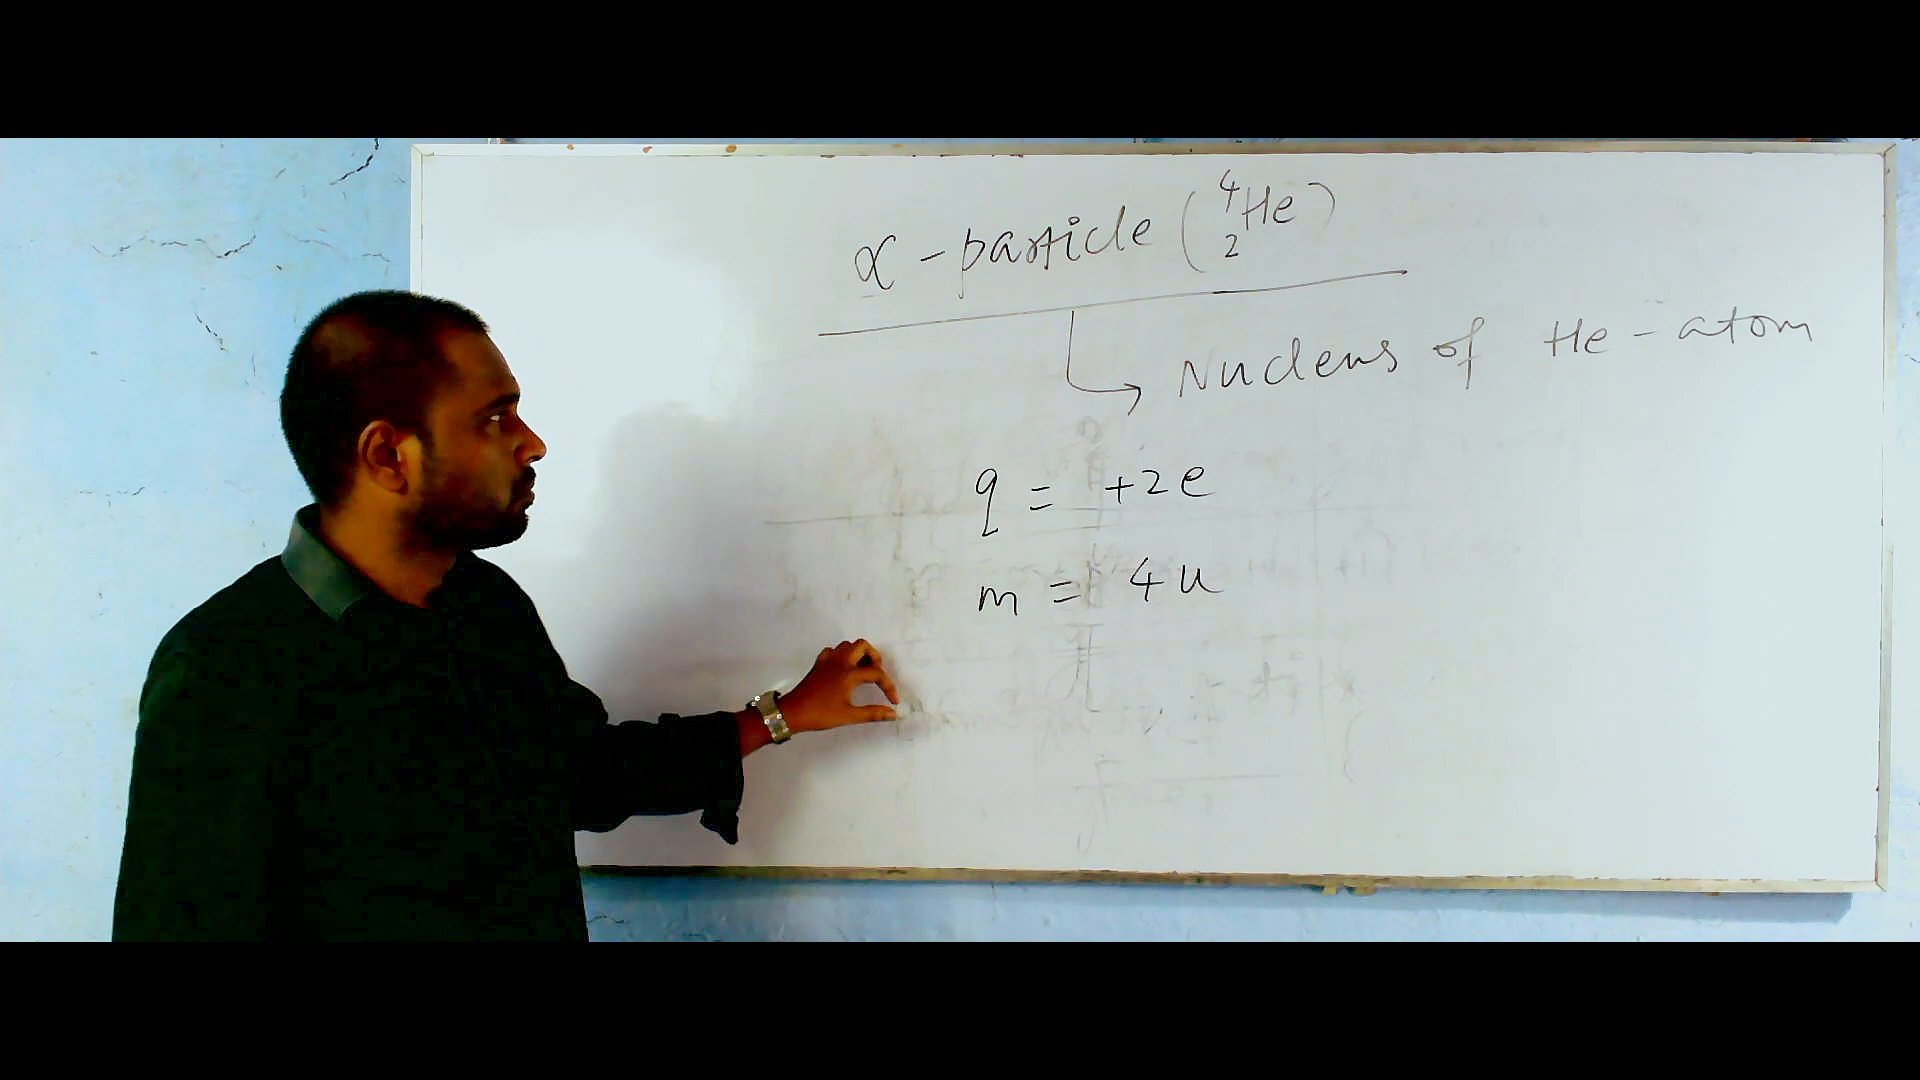 α - particle (⁴₂He)
Nucleus of He - atom
q = +2e
m = 4u